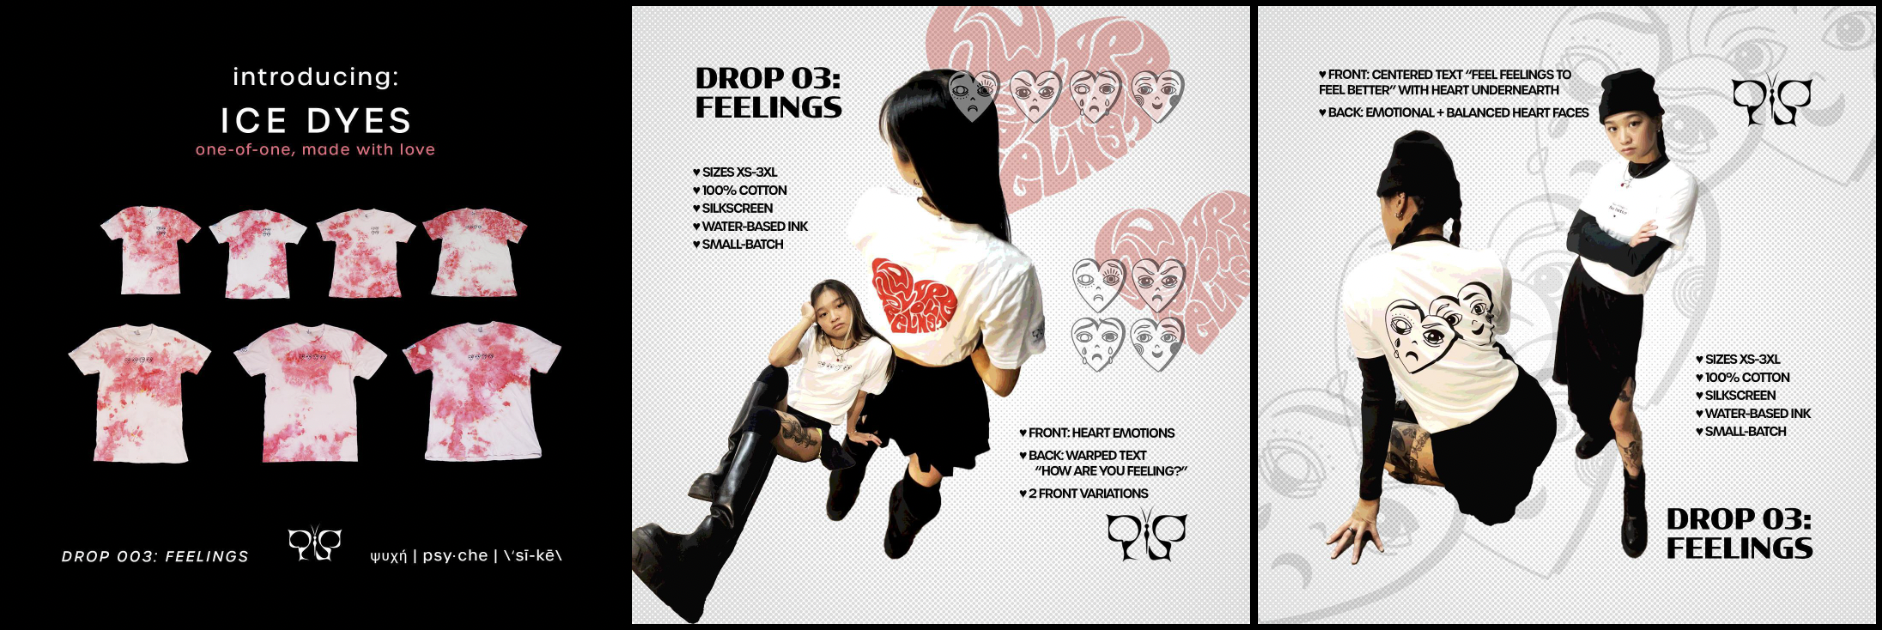 introducing:
ICE DYES
one-of-one, made with love
DROP 003: FEELINGS
ψυχή | psy·che | \ˈsī-kē\
DROP 03:
FEELINGS
♥ SIZES XS-3XL
♥ 100% COTTON
♥ SILKSCREEN
♥ WATER-BASED INK
♥ SMALL-BATCH
♥ FRONT: HEART EMOTIONS
♥ BACK: WARPED TEXT
"HOW ARE YOU FEELING?"
♥ 2 FRONT VARIATIONS
♥ FRONT: CENTERED TEXT "FEEL FEELINGS TO
FEEL BETTER" WITH HEART UNDERNEARTH
♥ BACK: EMOTIONAL + BALANCED HEART FACES
♥ SIZES XS-3XL
♥ 100% COTTON
♥ SILKSCREEN
♥ WATER-BASED INK
♥ SMALL-BATCH
DROP 03:
FEELINGS